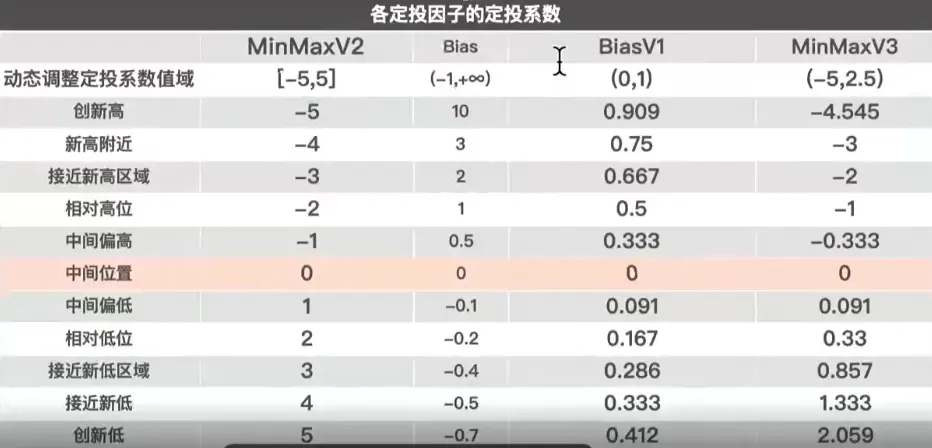 各定投因子的定投系数
MinMaxV2 Bias BiasV1 MinMaxV3
动态调整定投系数值域 [-5,5] (-1,+∞) (0,1) (-5,2.5)
创新高 -5 10 0.909 -4.545
新高附近 -4 3 0.75 -3
接近新高区域 -3 2 0.667 -2
相对高位 -2 1 0.5 -1
中间偏高 -1 0.5 0.333 -0.333
中间位置 0 0 0 0
中间偏低 1 -0.1 0.091 0.091
相对低位 2 -0.2 0.167 0.33
接近新低区域 3 -0.4 0.286 0.857
接近新低 4 -0.5 0.333 1.333
创新低 5 -0.7 0.412 2.059